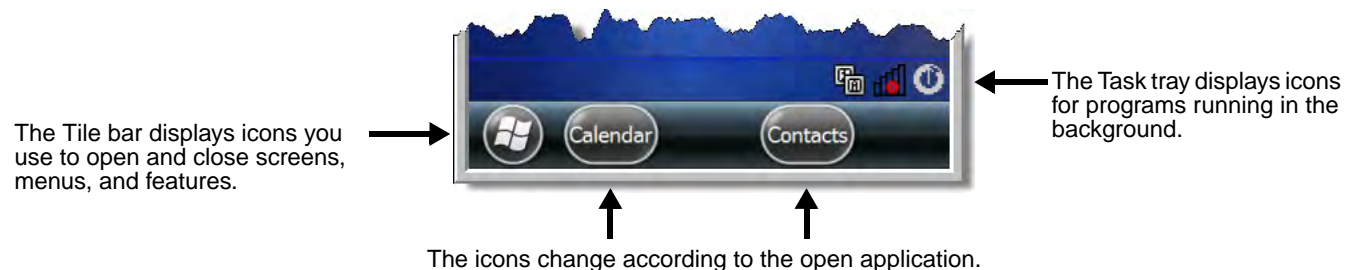 The Task tray displays icons
for programs running in the
background.
The Tile bar displays icons you
use to open and close screens,
menus, and features.
Calendar
Contacts
The icons change according to the open application.